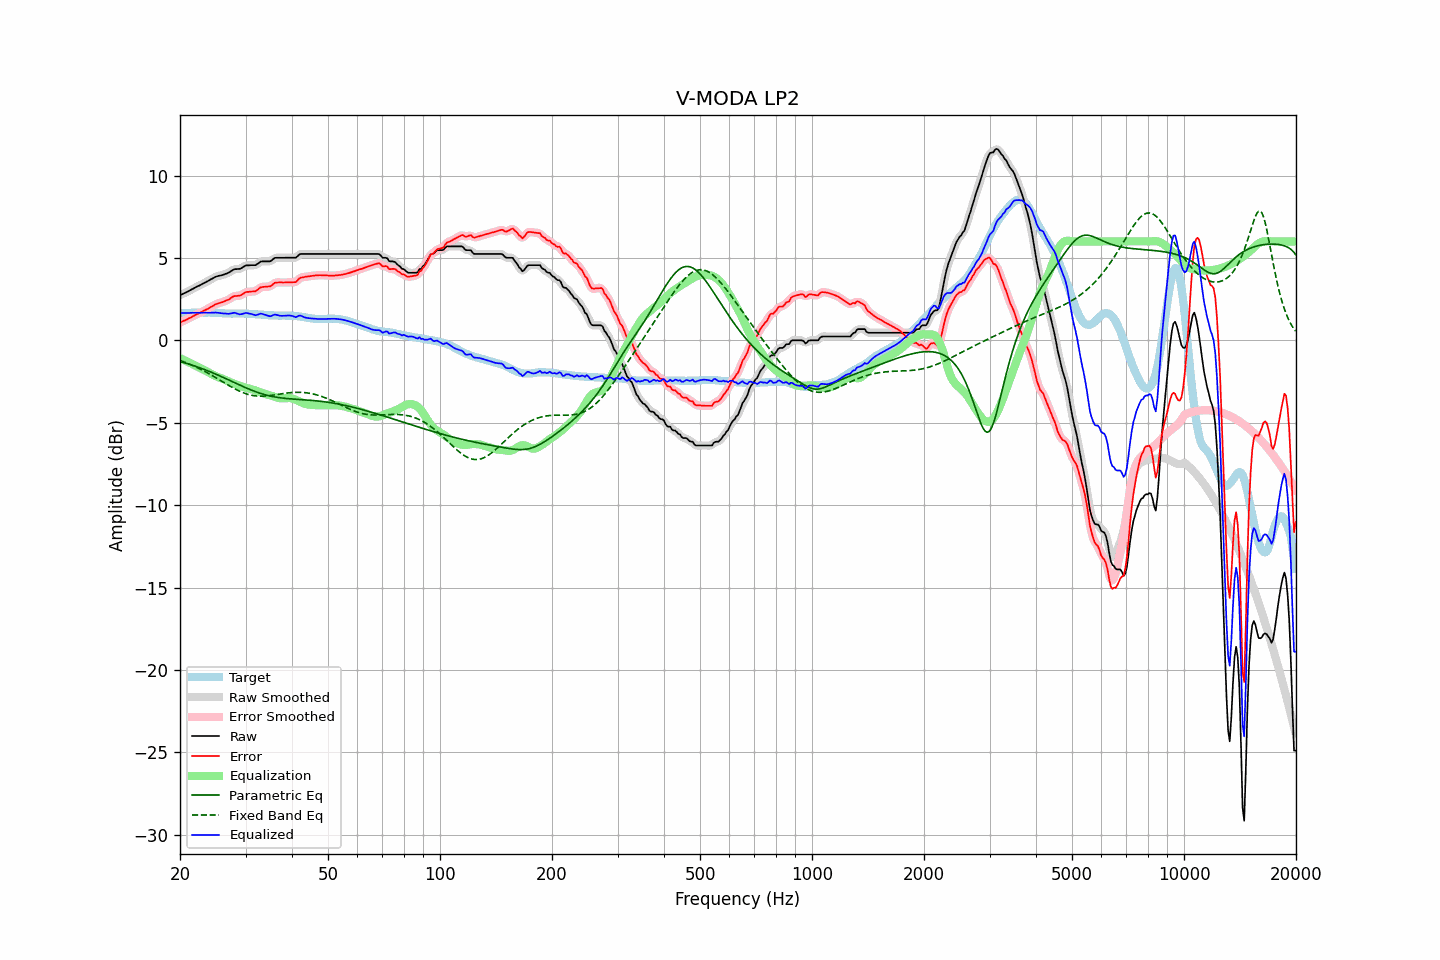 V-MODA LP2
Amplitude (dBr)
10
5
0
−5
−10
−15
−20
−25
−30
Target
Raw Smoothed
Error Smoothed
Raw
Error
Equalization
Parametric Eq
Fixed Band Eq
Equalized
20 50 100 200 500 1000 2000 5000 10000 20000
Frequency (Hz)